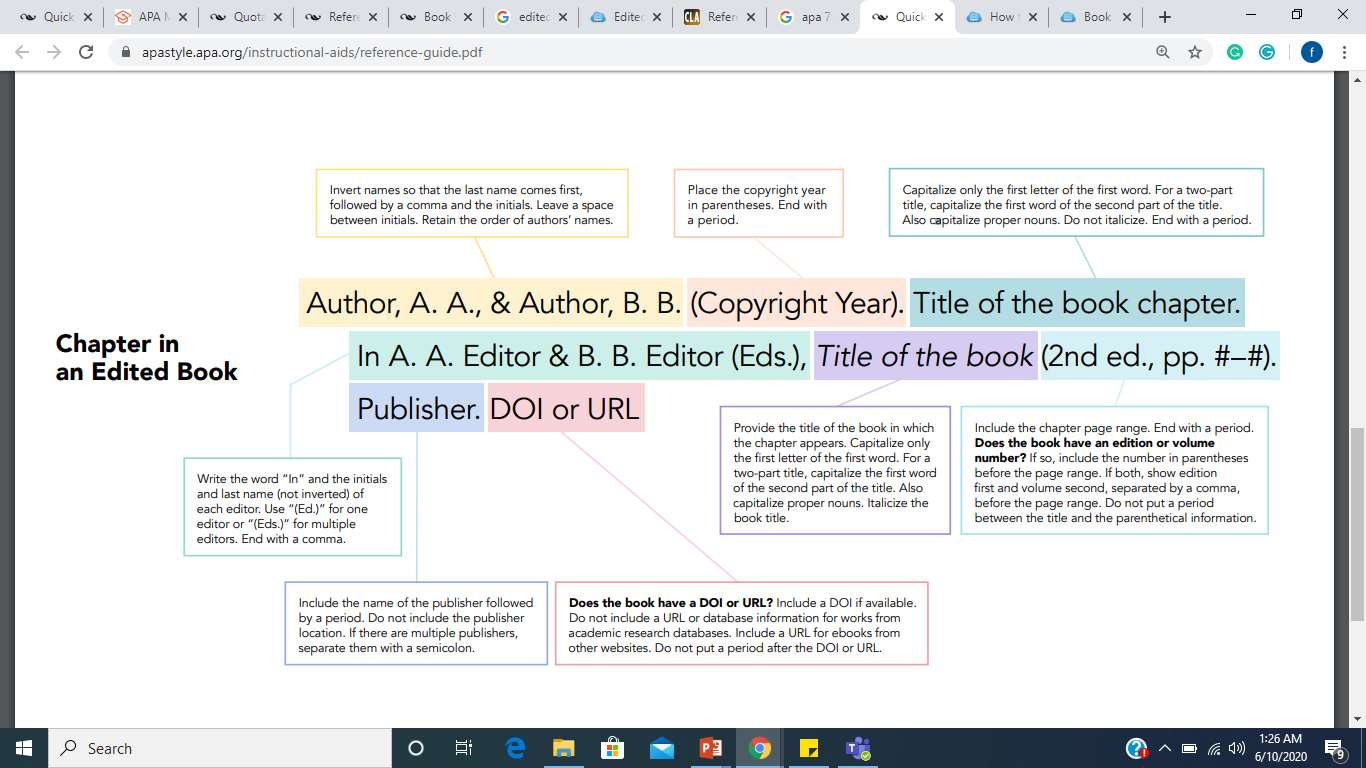 Quick
APA M
Quota
Refere
Book
edited
Edited
CLA
Refere
apa 7
Quick
How t
Book
apastyle.apa.org/instructional-aids/reference-guide.pdf
f
Invert names so that the last name comes first,
followed by a comma and the initials. Leave a space
between initials. Retain the order of authors’ names.
Place the copyright year
in parentheses. End with
a period.
Capitalize only the first letter of the first word. For a two-part
title, capitalize the first word of the second part of the title.
Also capitalize proper nouns. Do not italicize. End with a period.
Chapter in
an Edited Book
Author, A. A., & Author, B. B. (Copyright Year). Title of the book chapter.
In A. A. Editor & B. B. Editor (Eds.), Title of the book (2nd ed., pp. #–#).
Publisher. DOI or URL
Write the word “In” and the initials
and last name (not inverted) of
each editor. Use “(Ed.)” for one
editor or “(Eds.)” for multiple
editors. End with a comma.
Provide the title of the book in which
the chapter appears. Capitalize only
the first letter of the first word. For a
two-part title, capitalize the first word
of the second part of the title. Also
capitalize proper nouns. Italicize the
book title.
Include the chapter page range. End with a period.
Does the book have an edition or volume
number? If so, include the number in parentheses
before the page range. If both, show edition
first and volume second, separated by a comma,
before the page range. Do not put a period
between the title and the parenthetical information.
Include the name of the publisher followed
by a period. Do not include the publisher
location. If there are multiple publishers,
separate them with a semicolon.
Does the book have a DOI or URL? Include a DOI if available.
Do not include a URL or database information for works from
academic research databases. Include a URL for ebooks from
other websites. Do not put a period after the DOI or URL.
Search
1:26 AM
6/10/2020
9